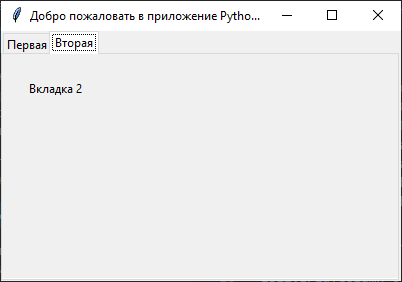 Добро пожаловать в приложение Pytho...
Первая Вторая
Вкладка 2